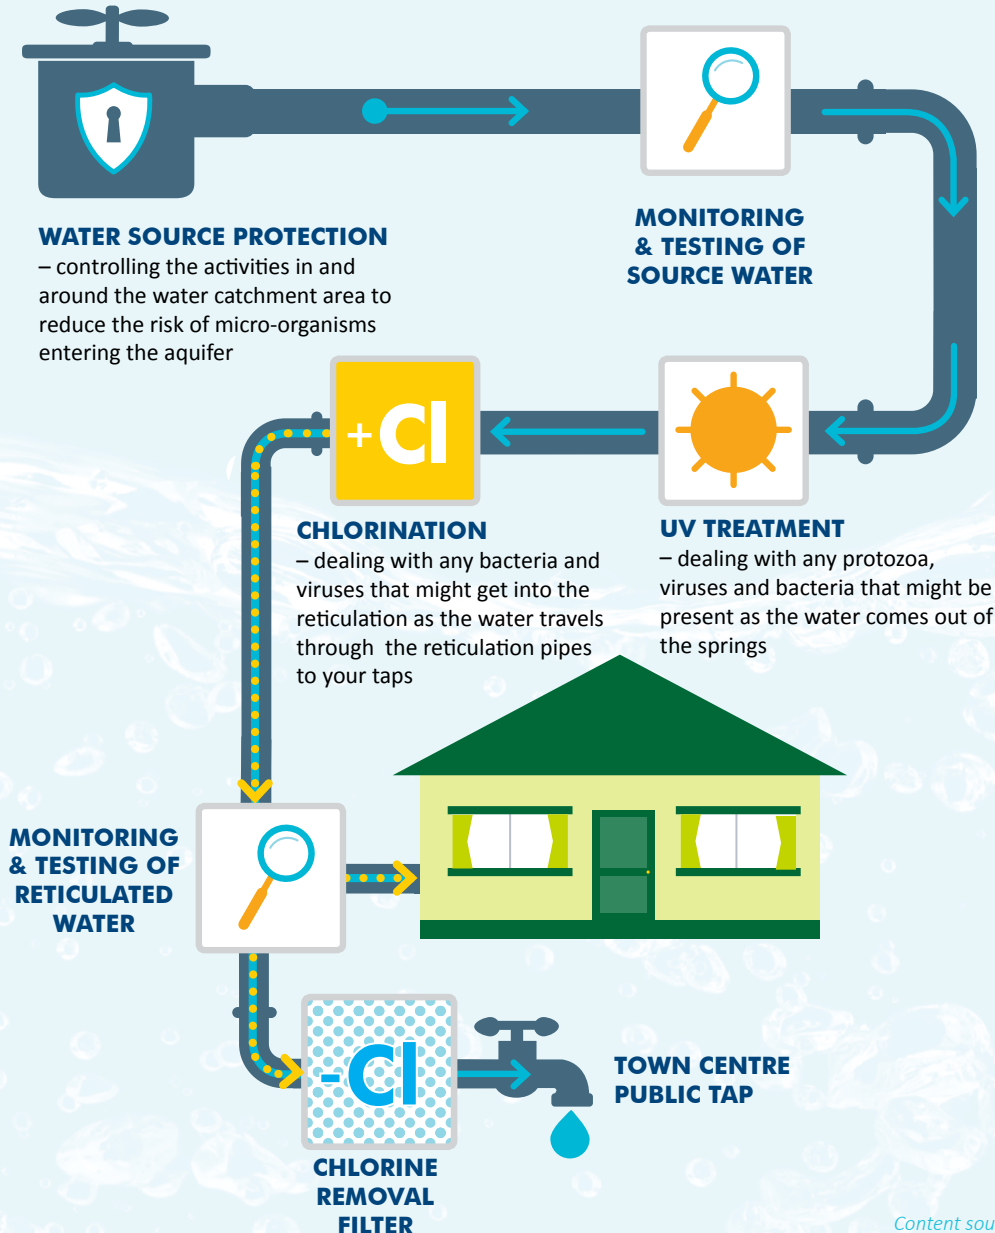 WATER SOURCE PROTECTION
– controlling the activities in and
around the water catchment area to
reduce the risk of micro-organisms
entering the aquifer
MONITORING
& TESTING OF
SOURCE WATER
UV TREATMENT
– dealing with any protozoa,
viruses and bacteria that might be
present as the water comes out of
the springs
+Cl
CHLORINATION
– dealing with any bacteria and
viruses that might get into the
reticulation as the water travels
through the reticulation pipes
to your taps
MONITORING
& TESTING OF
RETICULATED
WATER
-Cl
CHLORINE
REMOVAL
FILTER
TOWN CENTRE
PUBLIC TAP
Content